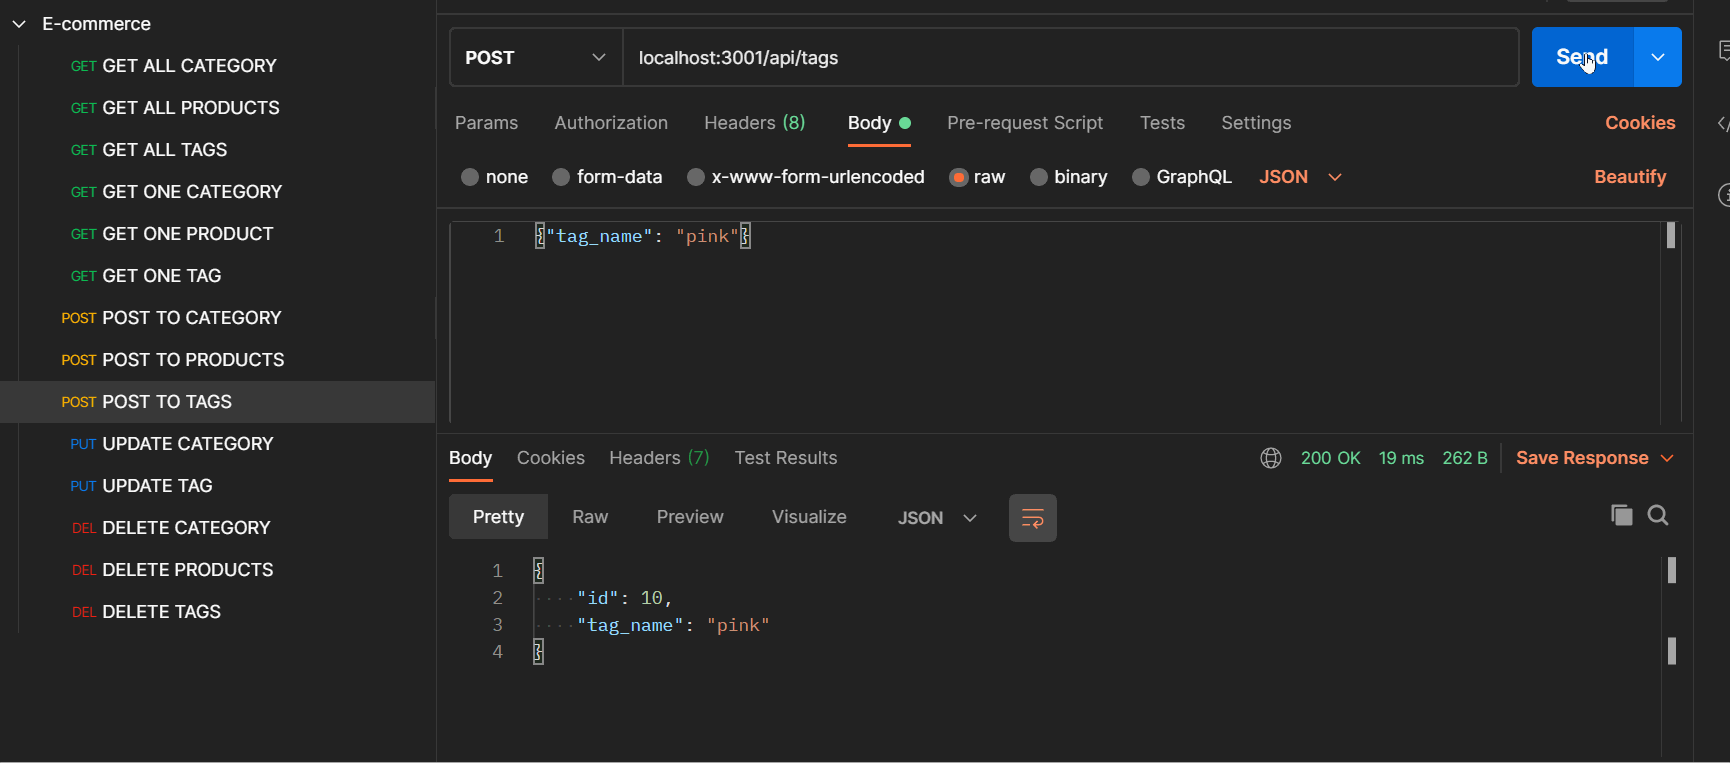 E-commerce
GET GET ALL CATEGORY
GET GET ALL PRODUCTS
GET GET ALL TAGS
GET GET ONE CATEGORY
GET GET ONE PRODUCT
GET GET ONE TAG
POST POST TO CATEGORY
POST POST TO PRODUCTS
POST POST TO TAGS
PUT UPDATE CATEGORY
PUT UPDATE TAG
DEL DELETE CATEGORY
DEL DELETE PRODUCTS
DEL DELETE TAGS
POST localhost:3001/api/tags Send
Params Authorization Headers (8) Body Pre-request Script Tests Settings Cookies
none form-data x-www-form-urlencoded raw binary GraphQL JSON Beautify
1 {"tag_name": "pink"}
Body Cookies Headers (7) Test Results 200 OK 19 ms 262 B Save Response
Pretty Raw Preview Visualize JSON
1 {
2 "id": 10,
3 "tag_name": "pink"
4 }